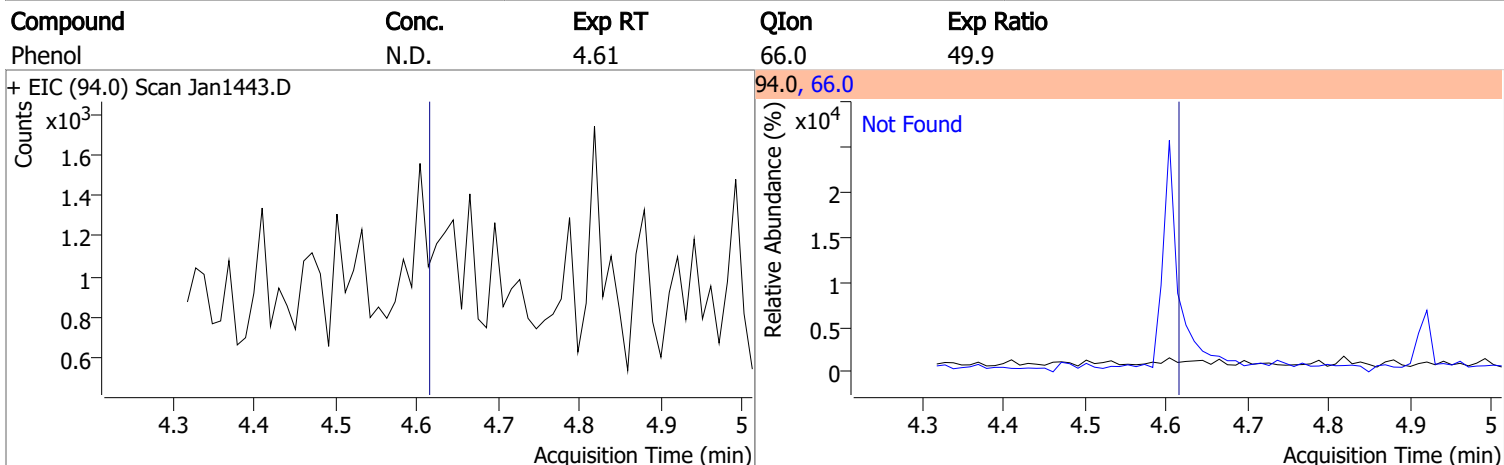 Compound Conc. Exp RT QIon Exp Ratio
Phenol N.D. 4.61 66.0 49.9
+ EIC (94.0) Scan Jan1443.D
Counts
x10³
1.6
1.4
1.2
1
0.8
0.6
4.3 4.4 4.5 4.6 4.7 4.8 4.9 5
Acquisition Time (min)
94.0, 66.0
Relative Abundance (%)
x10⁴
Not Found
2
1.5
1
0.5
0
4.3 4.4 4.5 4.6 4.7 4.8 4.9 5
Acquisition Time (min)